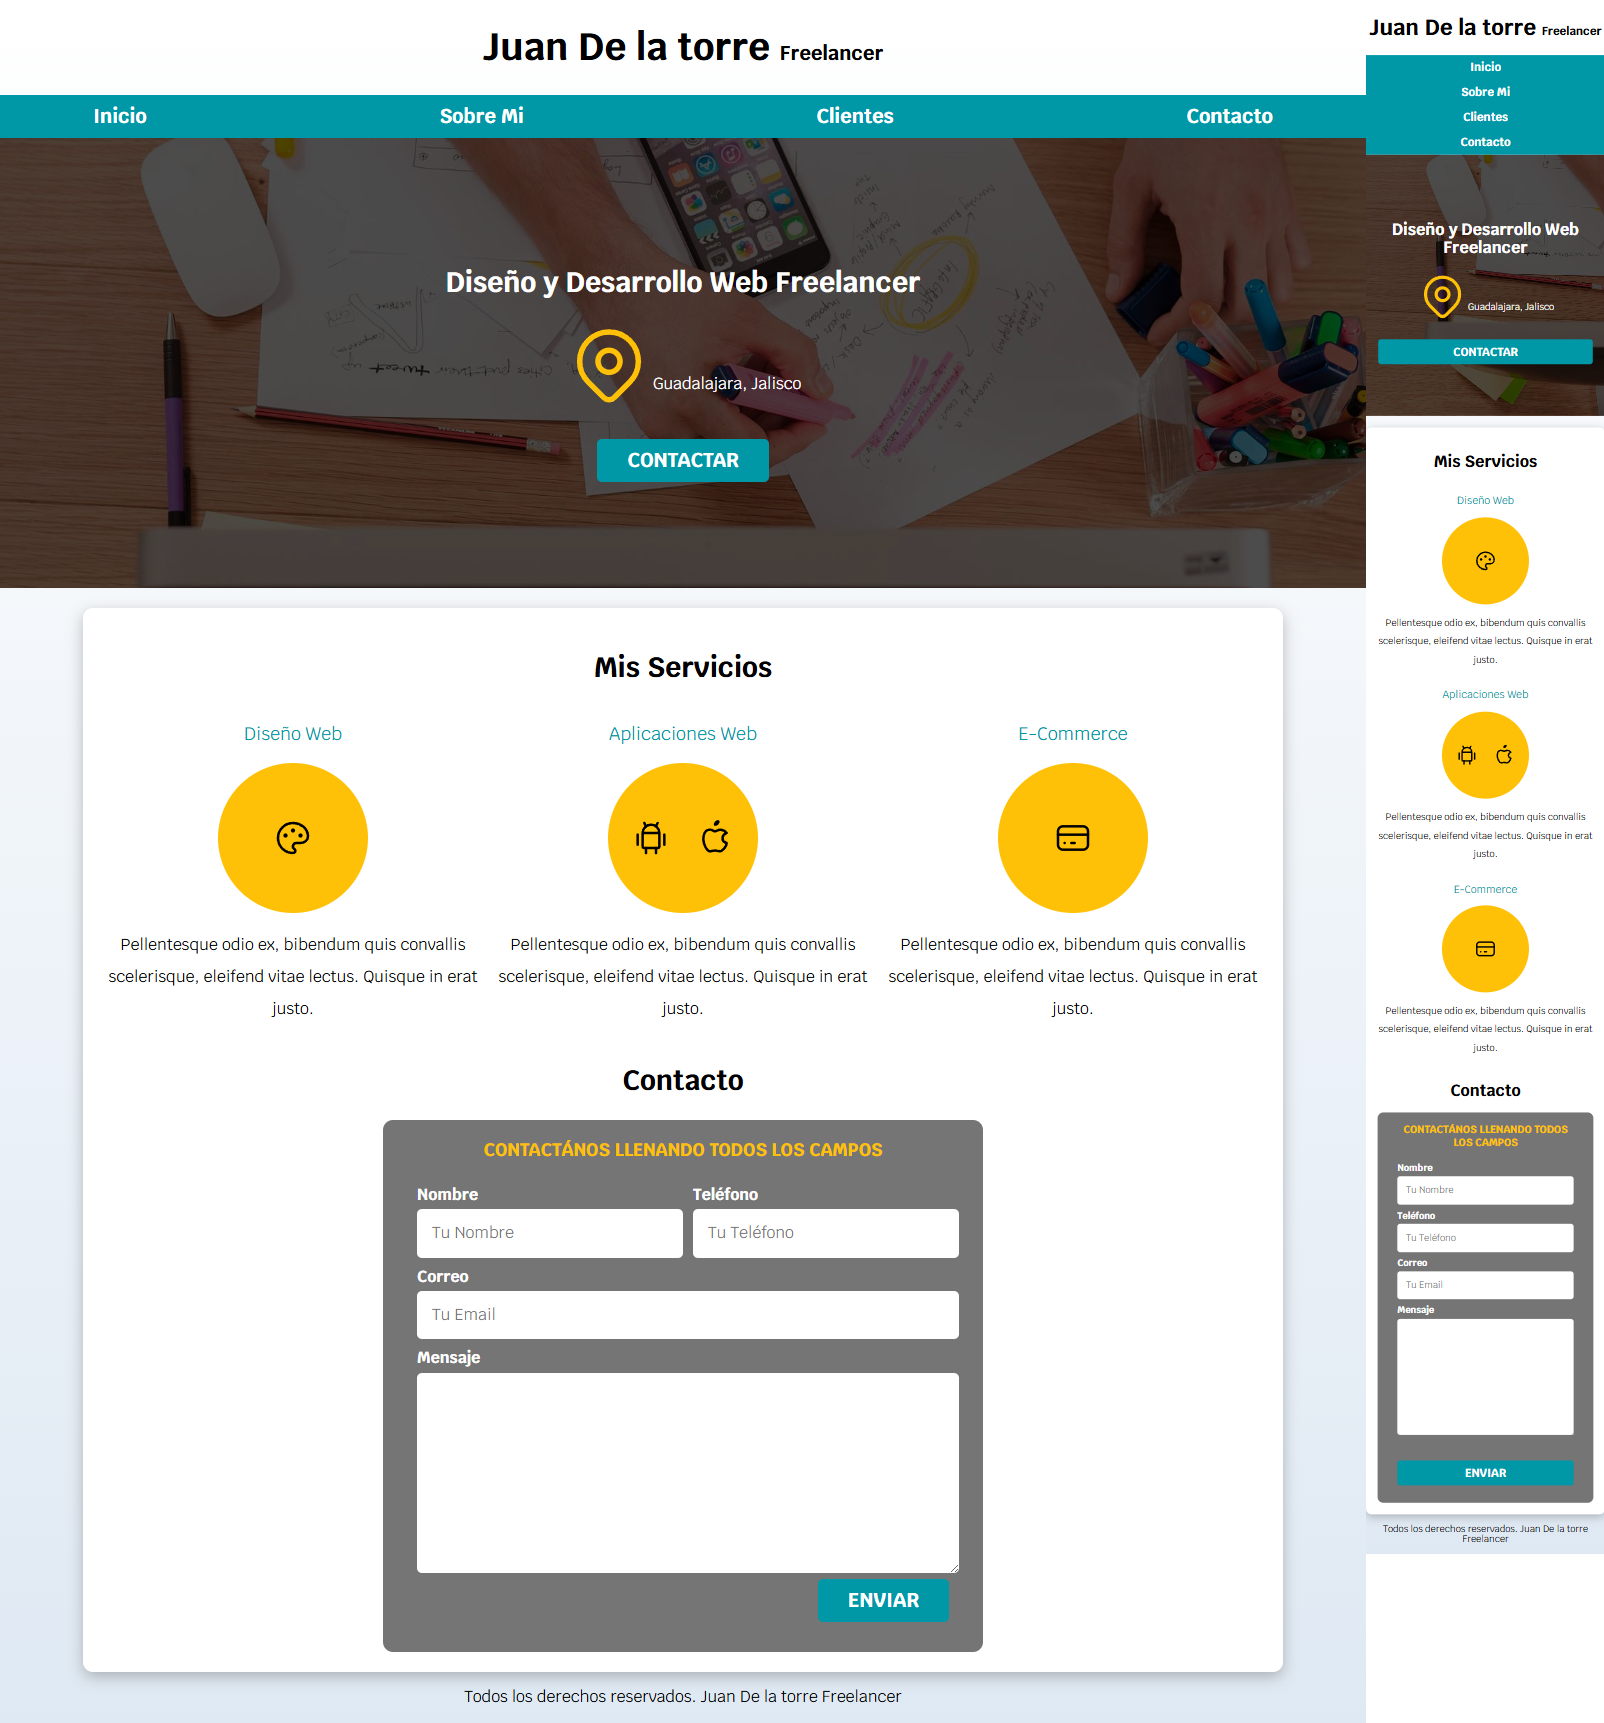 Juan De la torre Freelancer
Inicio Sobre Mi Clientes Contacto
Diseño y Desarrollo Web Freelancer
Guadalajara, Jalisco
CONTACTAR
Mis Servicios
Diseño Web
Pellentesque odio ex, bibendum quis convallis
scelerisque, eleifend vitae lectus. Quisque in erat
justo.
Aplicaciones Web
Pellentesque odio ex, bibendum quis convallis
scelerisque, eleifend vitae lectus. Quisque in erat
justo.
E-Commerce
Pellentesque odio ex, bibendum quis convallis
scelerisque, eleifend vitae lectus. Quisque in erat
justo.
Contacto
CONTACTÁNOS LLENANDO TODOS LOS CAMPOS
Nombre
Tu Nombre
Teléfono
Tu Teléfono
Correo
Tu Email
Mensaje
ENVIAR
Todos los derechos reservados. Juan De la torre Freelancer
Juan De la torre Freelancer
Inicio
Sobre Mi
Clientes
Contacto
Diseño y Desarrollo Web
Freelancer
Guadalajara, Jalisco
CONTACTAR
Mis Servicios
Diseño Web
Pellentesque odio ex, bibendum quis convallis
scelerisque, eleifend vitae lectus. Quisque in erat
justo.
Aplicaciones Web
Pellentesque odio ex, bibendum quis convallis
scelerisque, eleifend vitae lectus. Quisque in erat
justo.
E-Commerce
Pellentesque odio ex, bibendum quis convallis
scelerisque, eleifend vitae lectus. Quisque in erat
justo.
Contacto
CONTACTÁNOS LLENANDO TODOS
LOS CAMPOS
Nombre
Tu Nombre
Teléfono
Tu Teléfono
Correo
Tu Email
Mensaje
ENVIAR
Todos los derechos reservados. Juan De la torre
Freelancer